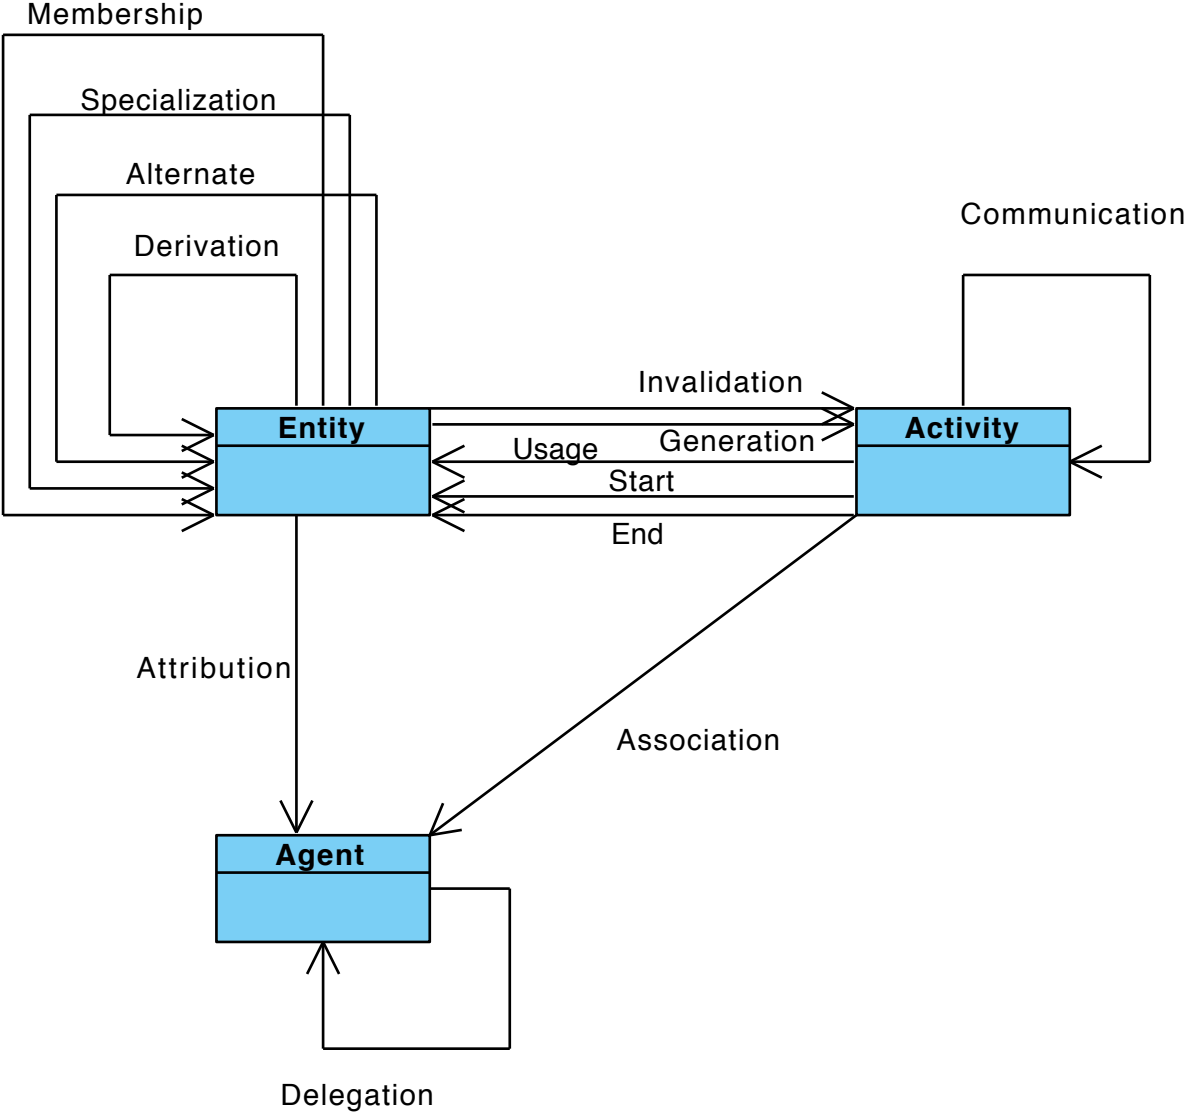 Membership
Specialization
Alternate
Communication
Derivation
Invalidation
Entity
Activity
Generation
Usage
Start
End
Attribution
Association
Agent
Delegation